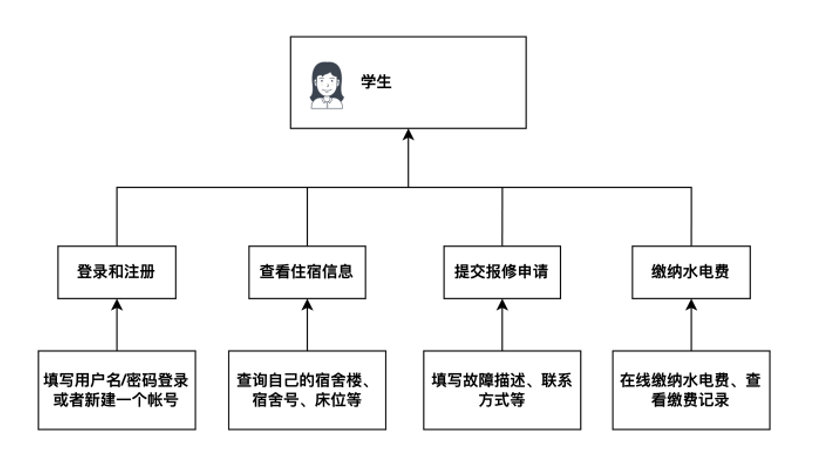 学生
登录和注册
查看住宿信息
提交报修申请
缴纳水电费
填写用户名/密码登录
或者新建一个帐号
查询自己的宿舍楼、
宿舍号、床位等
填写故障描述、联系
方式等
在线缴纳水电费、查
看缴费记录